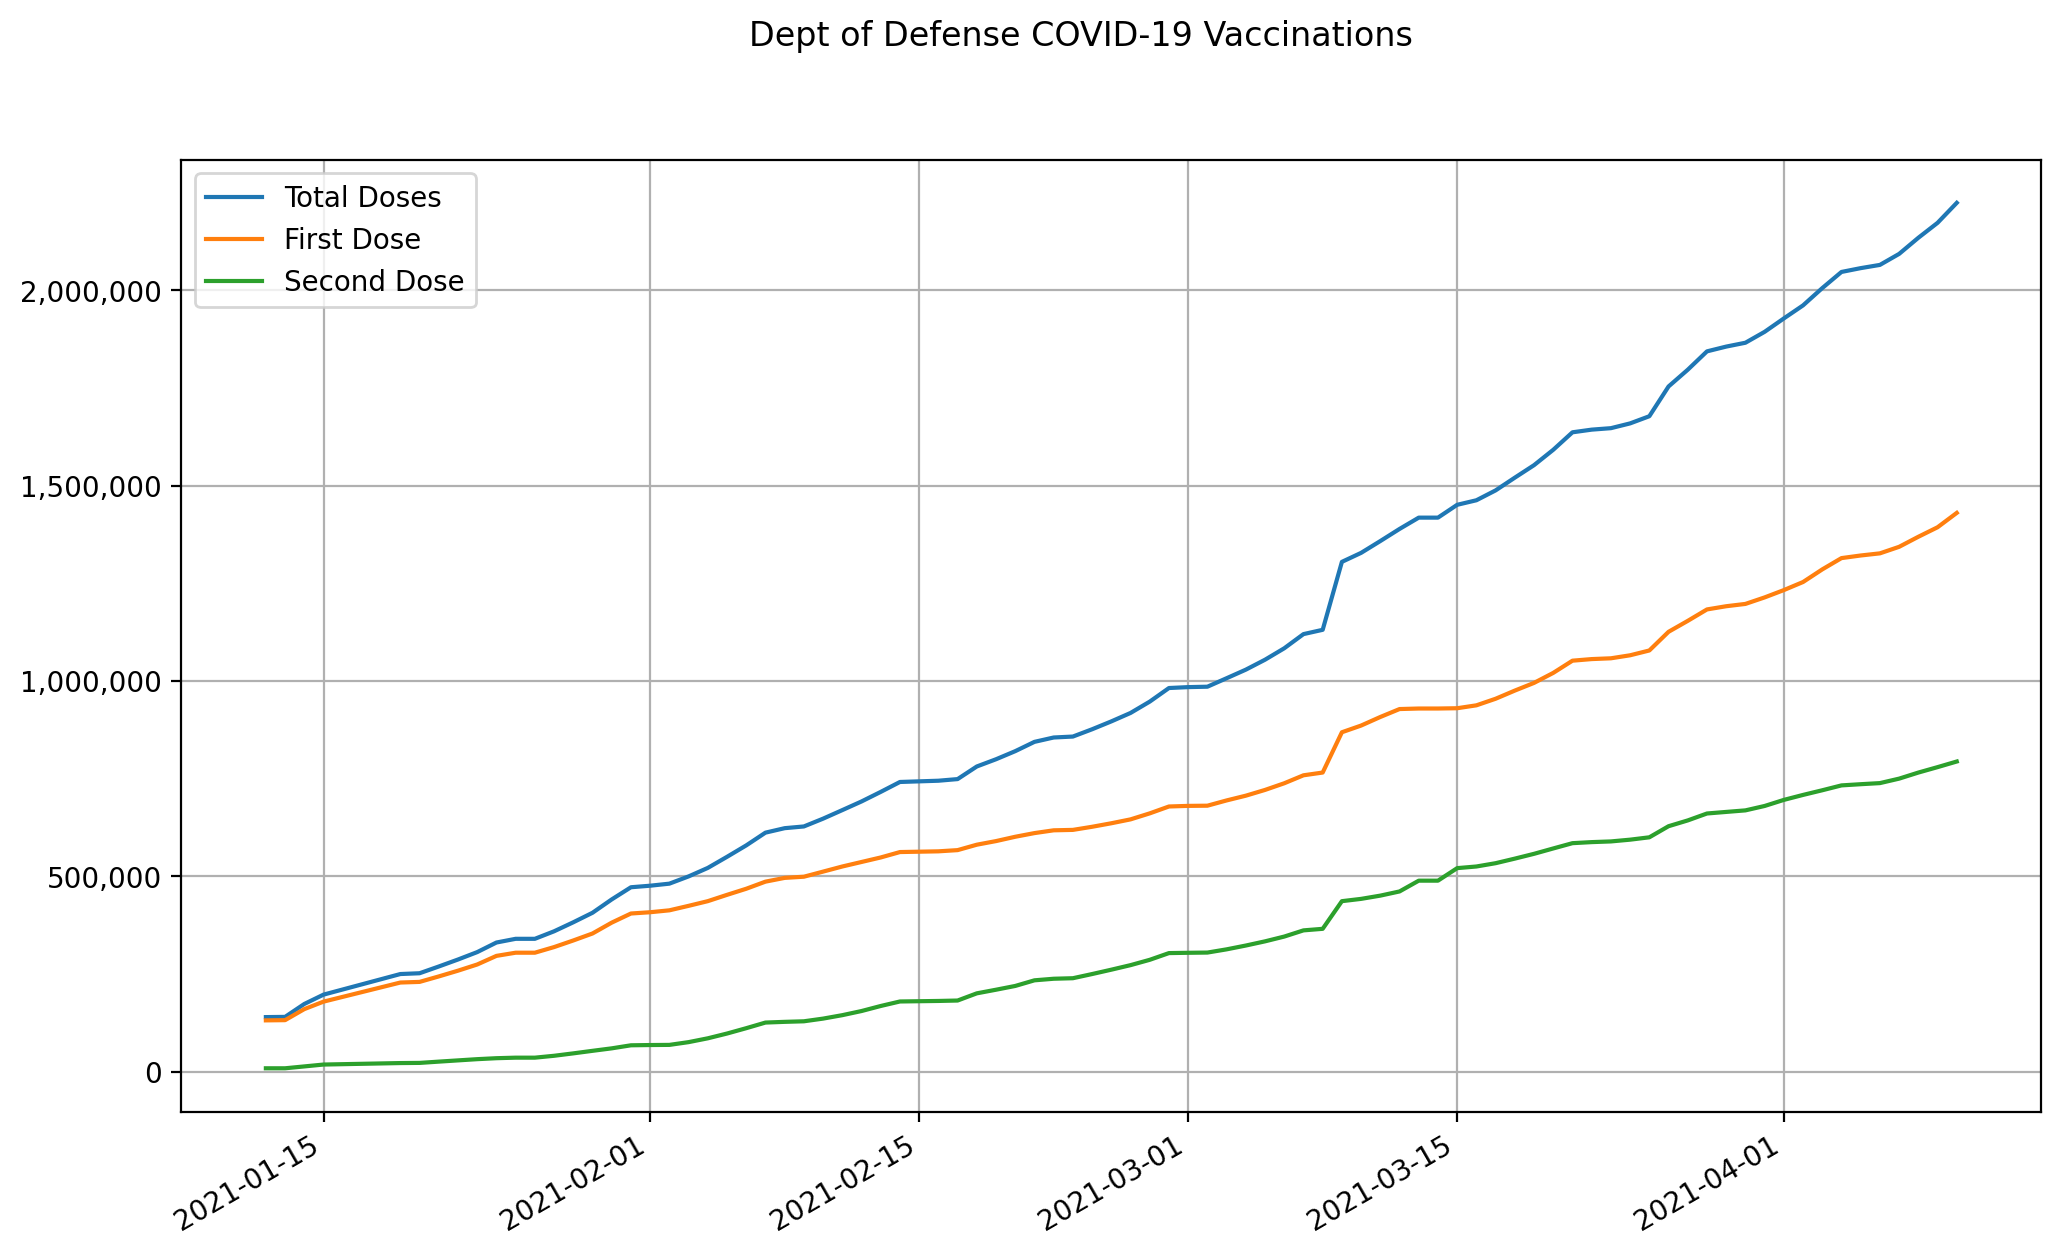 Dept of Defense COVID-19 Vaccinations
Total Doses
First Dose
Second Dose
2,000,000
1,500,000
1,000,000
500,000
0
2021-01-15
2021-02-01
2021-02-15
2021-03-01
2021-03-15
2021-04-01